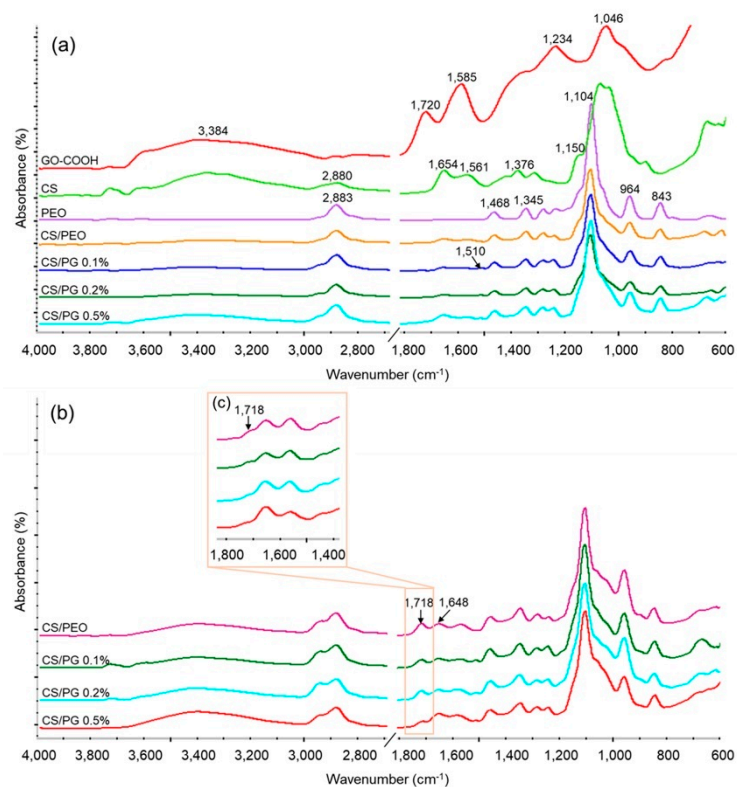 (a)
1,046
1,234
1,585
1,720
1,104
3,384
GO-COOH
1,150
1,654
1,561
1,376
CS
2,880
2,883
PEO
1,468
1,345
964
843
CS/PEO
CS/PG 0.1%
1,510
CS/PG 0.2%
CS/PG 0.5%
Absorbance (%)
4,000 3,600 3,400 3,200 3,000 2,800 1,800 1,600 1,400 1,200 1,000 800 600
Wavenumber (cm-1)
(b)
(c)
1,718
1,800 1,600 1,400
Absorbance (%)
1,718
1,648
CS/PEO
CS/PG 0.1%
CS/PG 0.2%
CS/PG 0.5%
4,000 3,600 3,400 3,200 3,000 2,800 1,800 1,600 1,400 1,200 1,000 800 600
Wavenumber (cm-1)